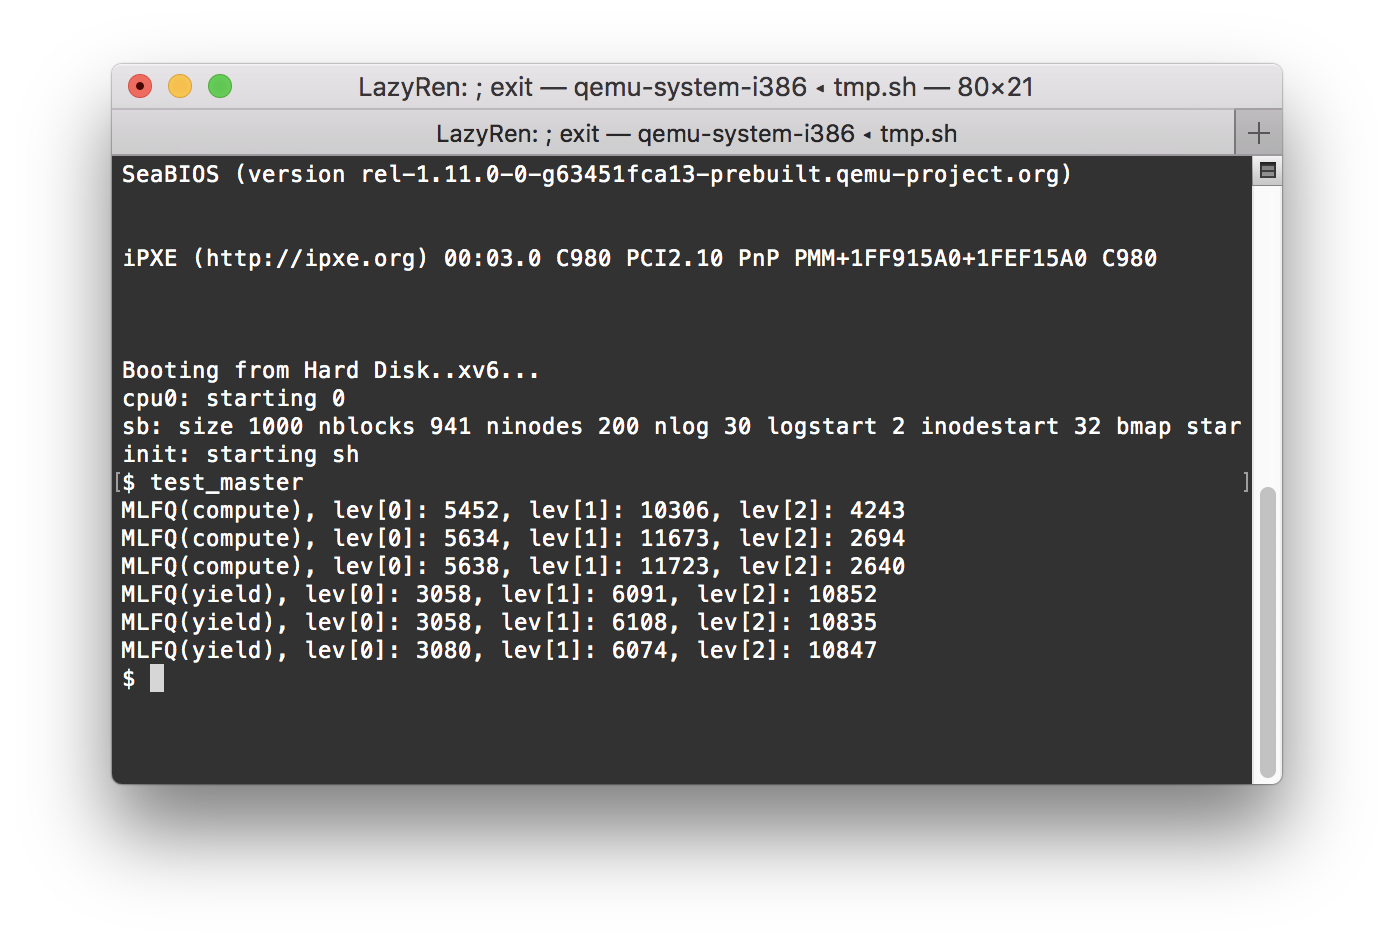 LazyRen: ; exit — qemu-system-i386 ◂ tmp.sh — 80×21
LazyRen: ; exit — qemu-system-i386 ◂ tmp.sh
SeaBIOS (version rel-1.11.0-0-g63451fca13-prebuilt.qemu-project.org)
iPXE (http://ipxe.org) 00:03.0 C980 PCI2.10 PnP PMM+1FF915A0+1FEF15A0 C980
Booting from Hard Disk..xv6...
cpu0: starting 0
sb: size 1000 nblocks 941 ninodes 200 nlog 30 logstart 2 inodestart 32 bmap star
init: starting sh
[$ test_master ]
MLFQ(compute), lev[0]: 5452, lev[1]: 10306, lev[2]: 4243
MLFQ(compute), lev[0]: 5634, lev[1]: 11673, lev[2]: 2694
MLFQ(compute), lev[0]: 5638, lev[1]: 11723, lev[2]: 2640
MLFQ(yield), lev[0]: 3058, lev[1]: 6091, lev[2]: 10852
MLFQ(yield), lev[0]: 3058, lev[1]: 6108, lev[2]: 10835
MLFQ(yield), lev[0]: 3080, lev[1]: 6074, lev[2]: 10847
$